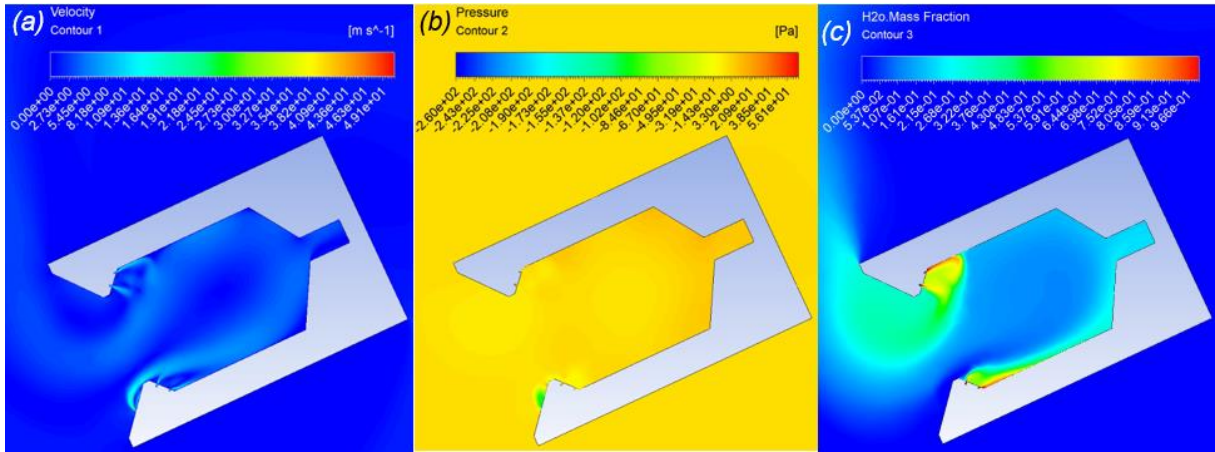 (a) Velocity
Contour 1
[m s^-1]
0.00e+00
2.73e+00
5.45e+00
8.18e+00
1.09e+01
1.36e+01
1.64e+01
1.91e+01
2.18e+01
2.45e+01
2.73e+01
3.00e+01
3.27e+01
3.54e+01
3.82e+01
4.09e+01
4.36e+01
4.63e+01
4.91e+01
(b) Pressure
Contour 2
[Pa]
-2.60e+02
-2.43e+02
-2.25e+02
-2.08e+02
-1.90e+02
-1.73e+02
-1.55e+02
-1.37e+02
-1.20e+02
-1.02e+02
-8.46e+01
-6.70e+01
-4.95e+01
-3.19e+01
-1.43e+01
3.30e+00
2.09e+01
3.85e+01
5.61e+01
(c) H2o.Mass Fraction
Contour 3
0.00e+00
5.37e-02
1.07e-01
1.61e-01
2.15e-01
2.68e-01
3.22e-01
3.76e-01
4.30e-01
4.83e-01
5.37e-01
5.91e-01
6.44e-01
6.98e-01
7.52e-01
8.05e-01
8.59e-01
9.13e-01
9.66e-01